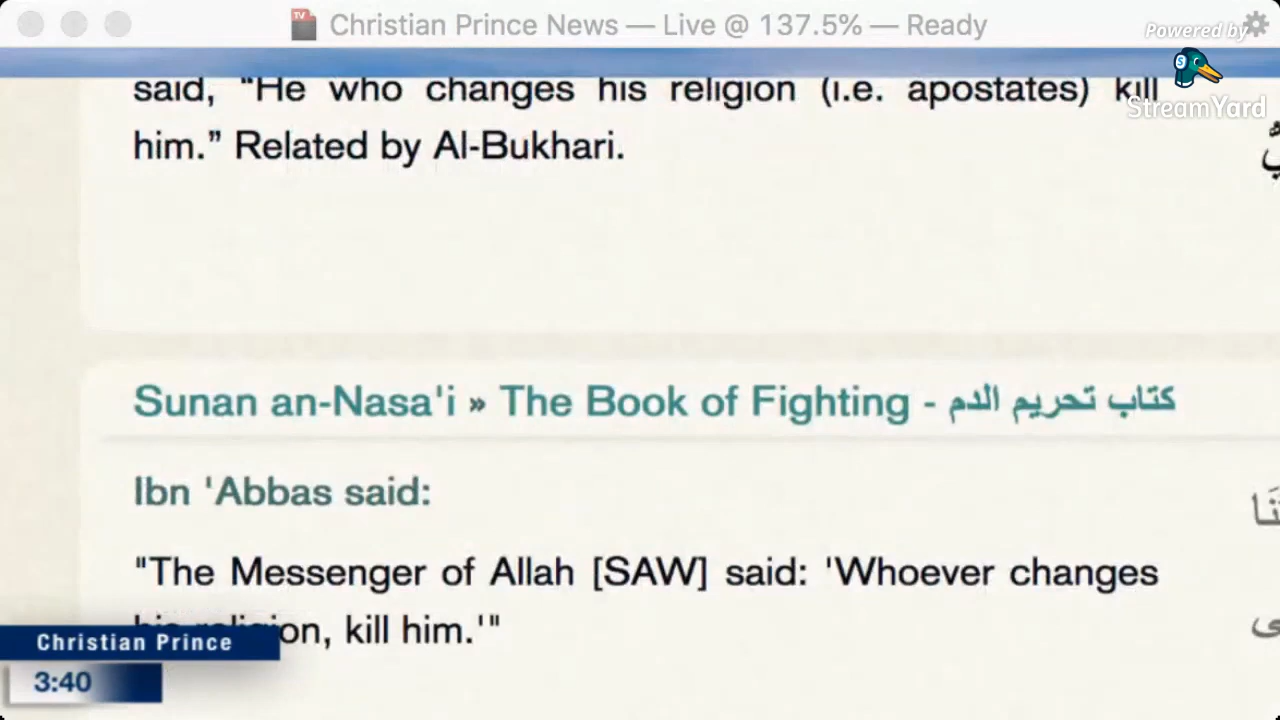 Christian Prince News — Live @ 137.5% — Ready
Powered by
StreamYard
said, “He who changes his religion (i.e. apostates) kill
him.” Related by Al-Bukhari.
Sunan an-Nasa'i » The Book of Fighting - كتاب تحريم الدم
Ibn 'Abbas said:
"The Messenger of Allah [SAW] said: 'Whoever changes
his religion, kill him.'"
Christian Prince
3:40